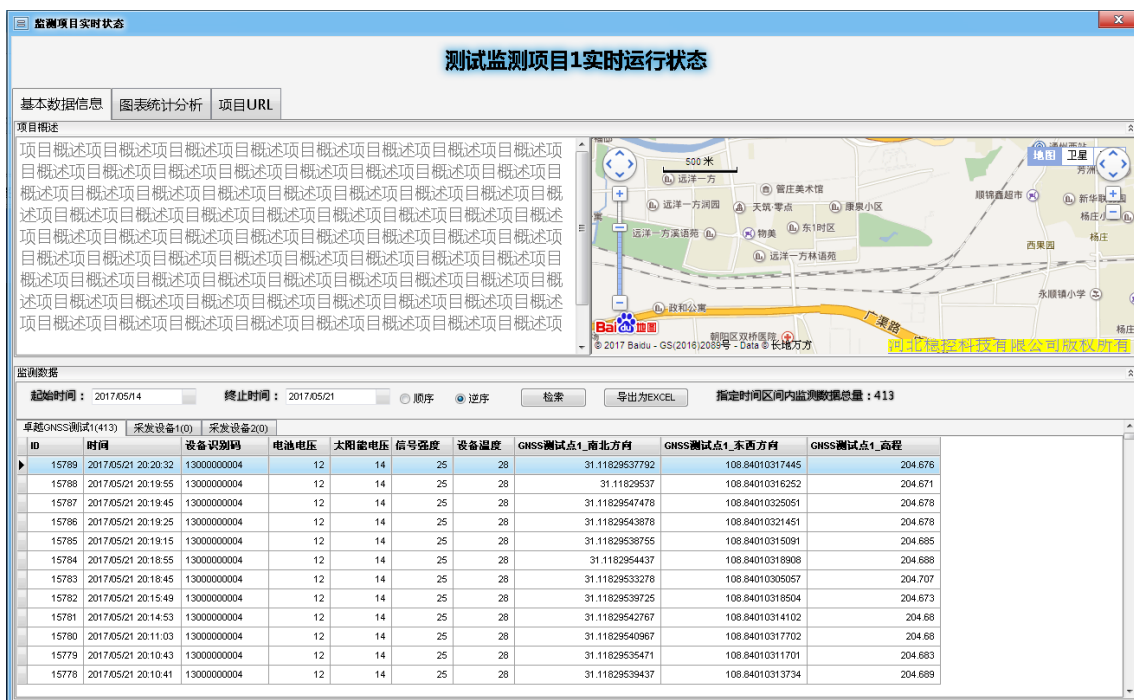 监测项目实时状态
测试监测项目1实时运行状态
基本数据信息 图表统计分析 项目URL
项目概述
项目概述项目概述项目概述项目概述项目概述项目概述项
目概述项目概述项目概述项目概述项目概述项目概述项目
概述项目概述项目概述项目概述项目概述项目概述项目概
述项目概述项目概述项目概述项目概述项目概述项目概述
项目概述项目概述项目概述项目概述项目概述项目概述项
目概述项目概述项目概述项目概述项目概述项目概述项目
概述项目概述项目概述项目概述项目概述项目概述项目概
述项目概述项目概述项目概述项目概述项目概述项目概述
项目概述项目概述项目概述项目概述项目概述项目概述项
500 米
地图 卫星
远洋一方
管庄美术馆
顺锦鑫超市
远洋一方润园
天筑·零点
康泉小区
远洋一方溪语苑
物美
东1时区
杨庄
西果园
远洋一方林语苑
永顺镇小学
政和公寓
广渠路
朝阳区双桥医院
Bai du 地图
© 2017 Baidu - GS(2016)2089号 - Data © 长地万方
河北稳控科技有限公司版权所有
监测数据
起始时间： 2017/05/14 终止时间： 2017/05/21 顺序 逆序 检索 导出为EXCEL 指定时间区间内监测数据总量：413
卓越GNSS测试1(413) 采发设备1(0) 采发设备2(0)
ID 时间 设备识别码 电池电压 太阳能电压 信号强度 设备温度 GNSS测试点1_南北方向 GNSS测试点1_东西方向 GNSS测试点1_高程
15789 2017/05/21 20:20:32 13000000004 12 14 25 28 31.11829537792 108.84010317445 204.676
15788 2017/05/21 20:19:55 13000000004 12 14 25 28 31.11829537 108.84010316252 204.671
15787 2017/05/21 20:19:45 13000000004 12 14 25 28 31.11829547478 108.84010325051 204.678
15786 2017/05/21 20:19:25 13000000004 12 14 25 28 31.11829543878 108.84010321451 204.678
15785 2017/05/21 20:19:15 13000000004 12 14 25 28 31.11829538755 108.84010315091 204.685
15784 2017/05/21 20:18:55 13000000004 12 14 25 28 31.1182954437 108.84010318908 204.688
15783 2017/05/21 20:18:45 13000000004 12 14 25 28 31.11829533278 108.84010305057 204.707
15782 2017/05/21 20:15:49 13000000004 12 14 25 28 31.11829539725 108.84010318504 204.673
15781 2017/05/21 20:14:53 13000000004 12 14 25 28 31.11829542767 108.84010314102 204.68
15780 2017/05/21 20:11:03 13000000004 12 14 25 28 31.11829540967 108.84010317702 204.68
15779 2017/05/21 20:10:43 13000000004 12 14 25 28 31.11829535471 108.84010311701 204.683
15778 2017/05/21 20:10:41 13000000004 12 14 25 28 31.11829539437 108.84010313734 204.689